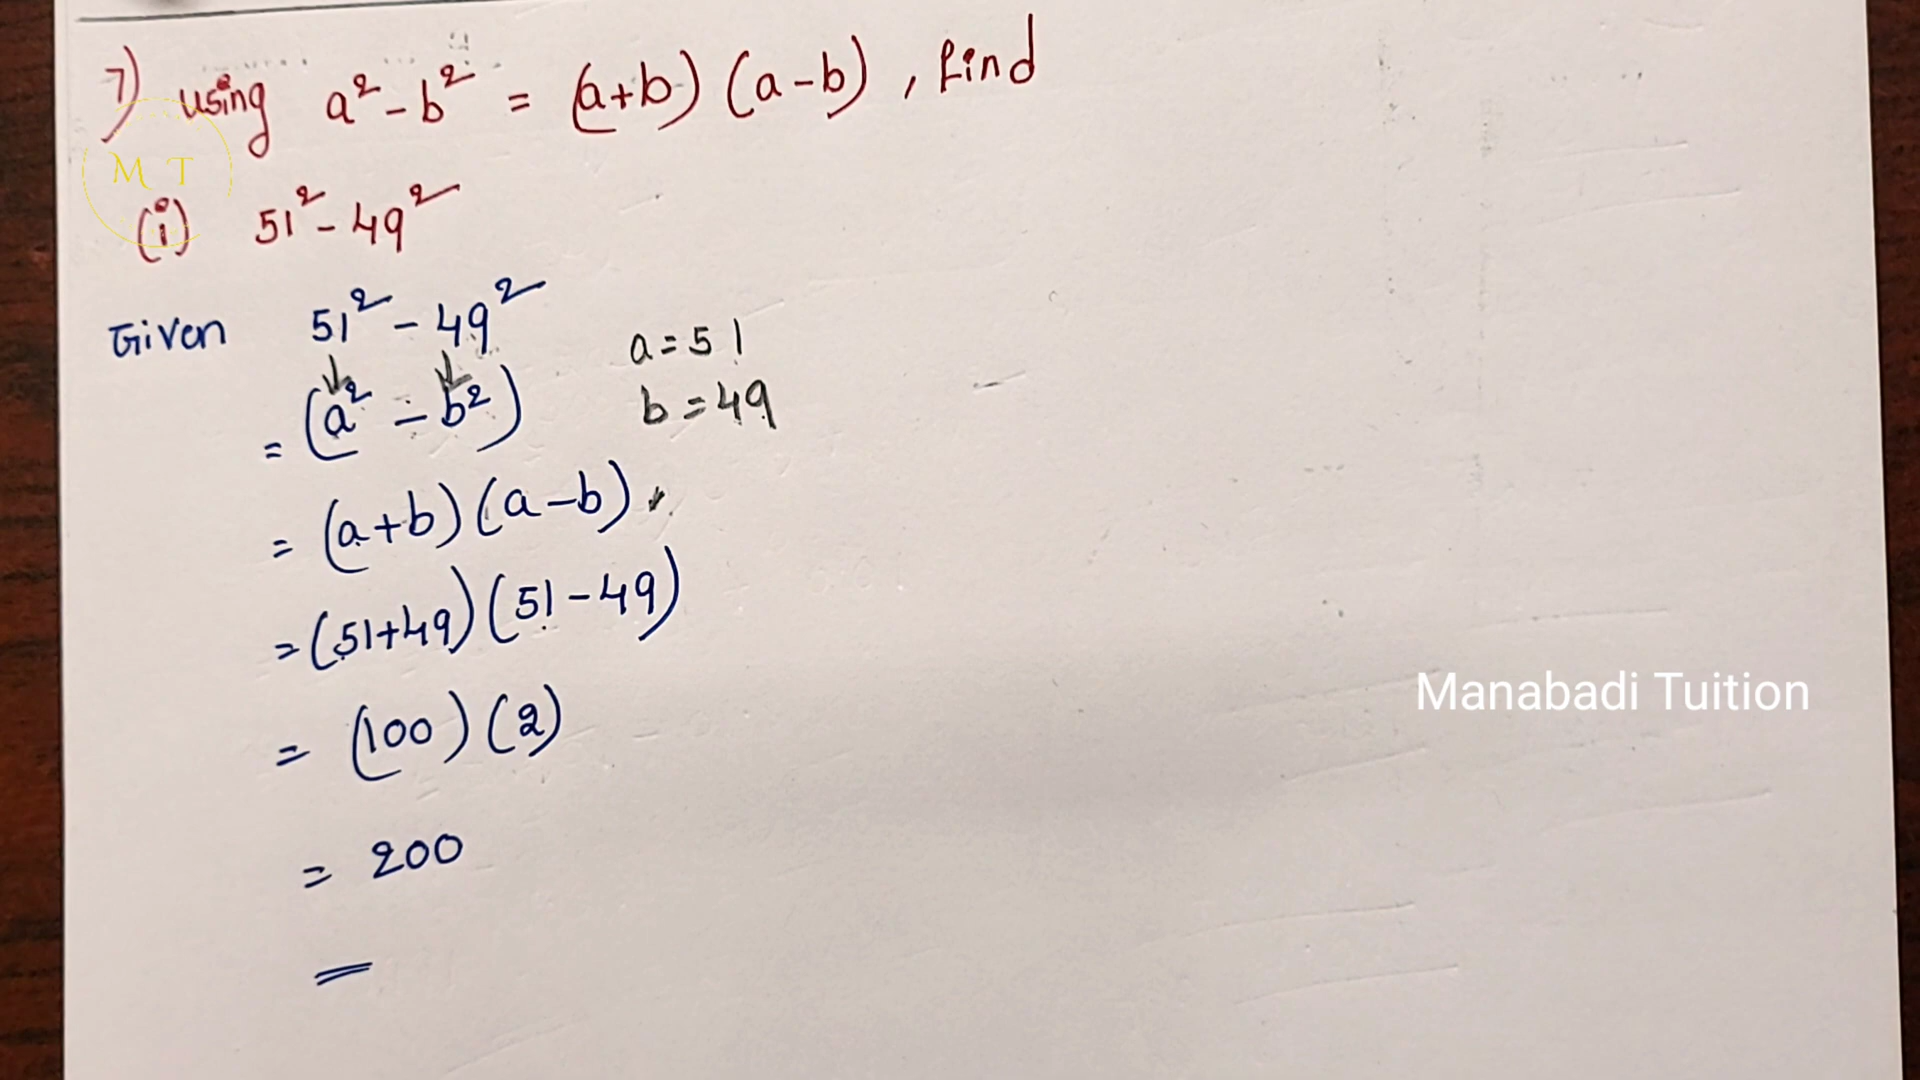 7) using a² - b² = (a+b) (a-b), find
M T
(i) 51² - 49²
Given 51² - 49²
a = 51
= (a² - b²)
b = 49
= (a+b) (a-b)
= (51+49) (51-49)
Manabadi Tuition
= (100) (2)
= 200